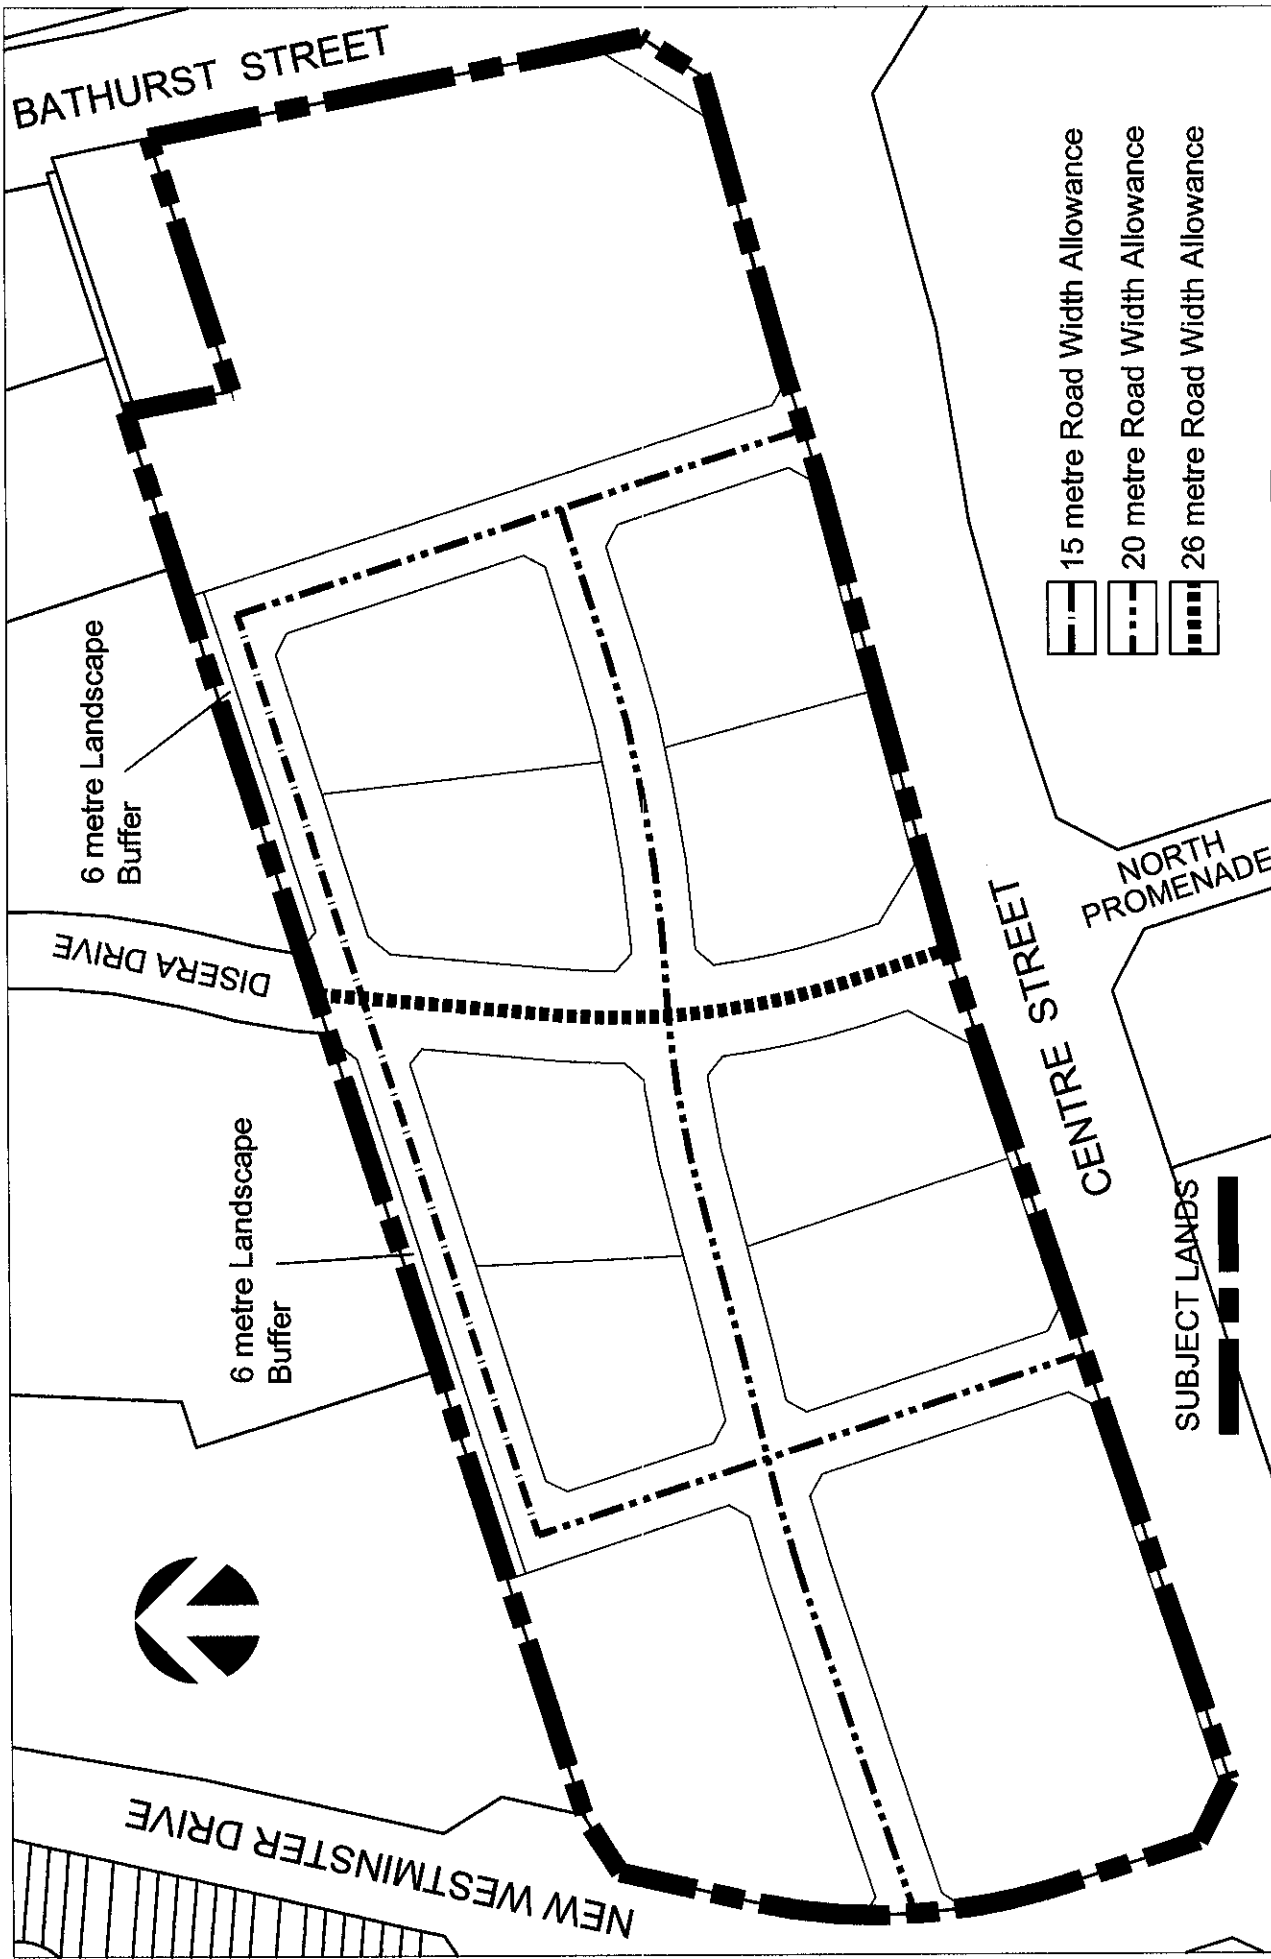 BATHURST STREET
6 metre Landscape
Buffer
DISERA DRIVE
6 metre Landscape
Buffer
NEW WESTMINSTER DRIVE
CENTRE STREET
NORTH
PROMENADE
15 metre Road Width Allowance
20 metre Road Width Allowance
26 metre Road Width Allowance
SUBJECT LANDS